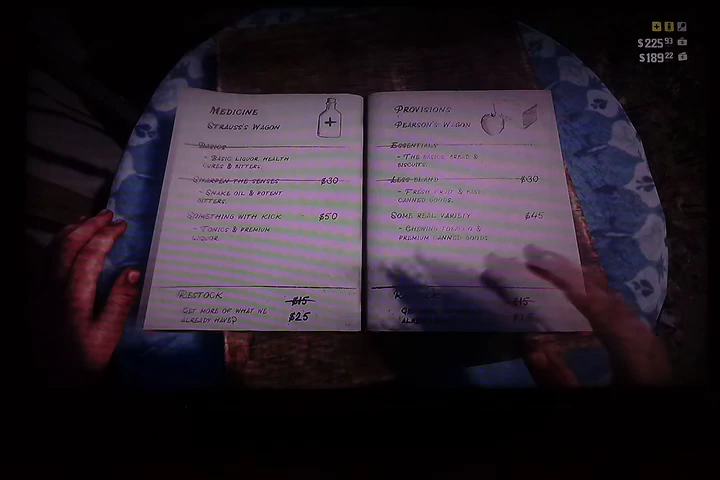 $225 93
$189 22
MEDICINE
STRAUSS'S WAGON
BASICS
- BASIC LIQUOR, HEALTH
CURES & BITTERS.
SHARPEN THE SENSES $30
- SNAKE OIL & POTENT
BITTERS.
SOMETHING WITH KICK $50
- TONICS & PREMIUM
LIQUOR.
RESTOCK $15
GET MORE OF WHAT WE
ALREADY HAVE? $25
PROVISIONS
PEARSON'S WAGON
ESSENTIALS
- THE BASICS: BREAD &
BISCUITS.
LESS BLAND $30
- FRESH FRUIT &
CANNED GOODS.
SOME REAL VARIETY $45
- CHEWING TOBACCO &
PREMIUM CANNED GOODS
$15